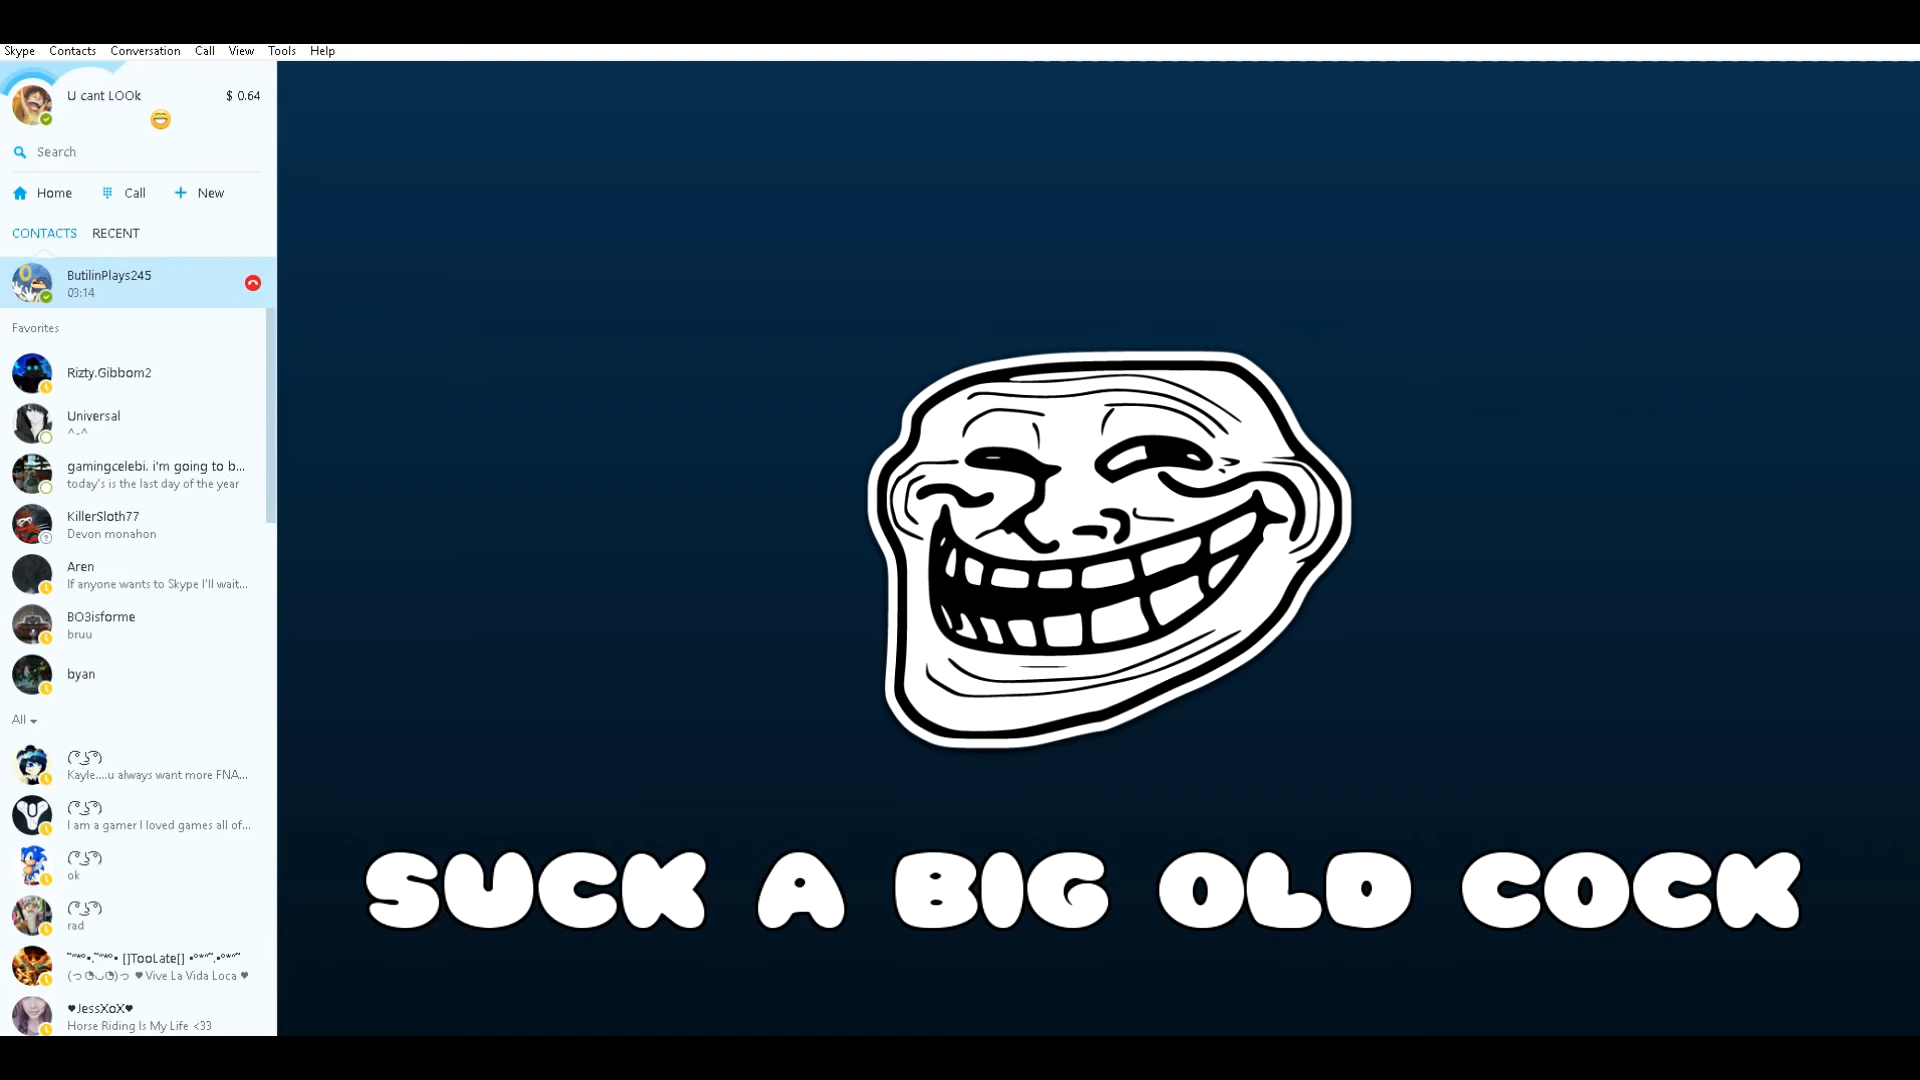 Skype Contacts Conversation Call View Tools Help
U cant LOOk $ 0.64
Search
Home Call New
CONTACTS RECENT
ButilinPlays245
03:14
Favorites
Rizty.Gibbom2
Universal
^-^
gamingcelebi. i'm going to b...
today's is the last day of the year
KillerSloth77
Devon monahon
Aren
If anyone wants to Skype I'll wait...
BO3isforme
bruu
byan
All
( ͡° ͜ʖ ͡°)
Kayle....u always want more FNA...
( ͡° ͜ʖ ͡°)
I am a gamer I loved games all of...
( ͡° ͜ʖ ͡°)
ok
( ͡° ͜ʖ ͡°)
rad
[]TooLate[]
(っ◔◡◔)っ ♥Vive La Vida Loca ♥
♥JessXoX♥
Horse Riding Is My Life <33
SUCK A BIG OLD COCK